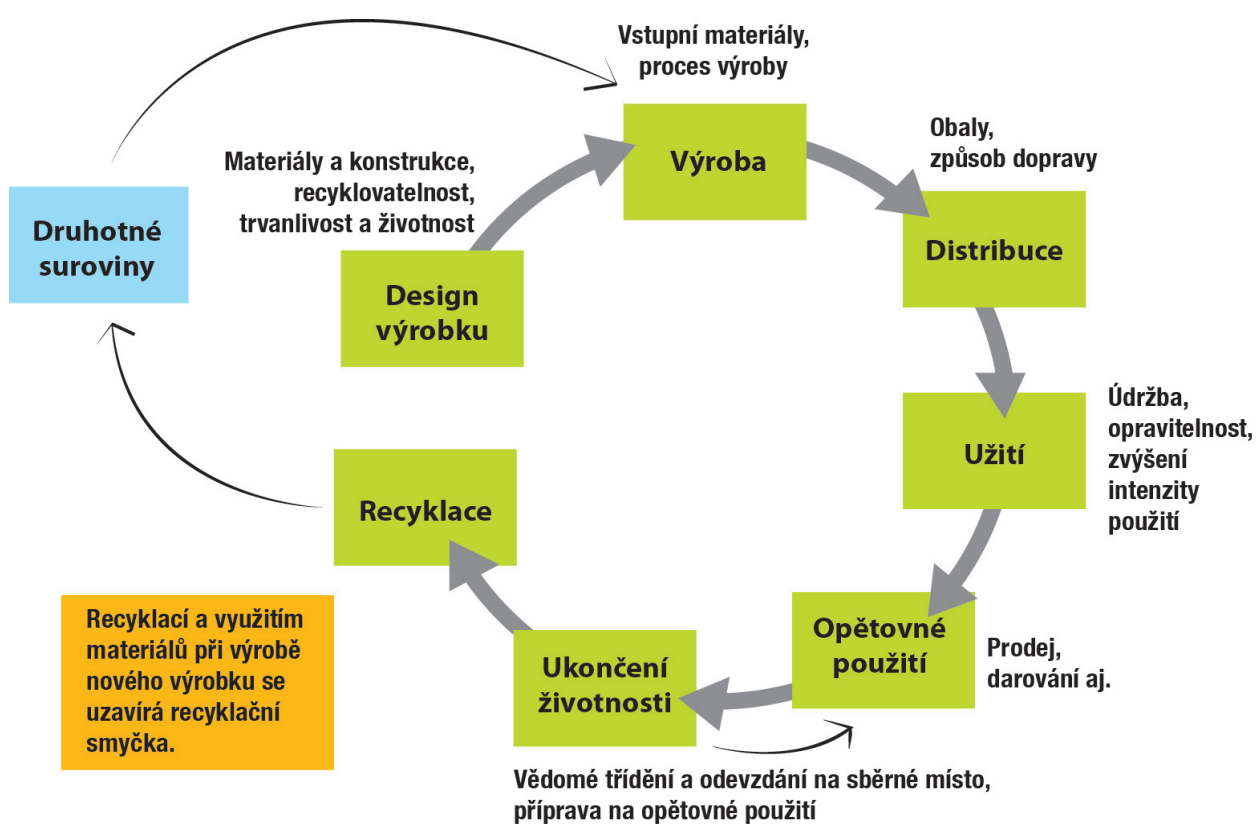 Vstupní materiály,
proces výroby
Výroba
Obaly,
způsob dopravy
Materiály a konstrukce,
recyklovatelnost,
trvanlivost a životnost
Druhotné
suroviny
Distribuce
Design
výrobku
Užití
Údržba,
opravitelnost,
zvýšení
intenzity
použití
Recyklace
Recyklací a využitím
materiálů při výrobě
nového výrobku se
uzavírá recyklační
smyčka.
Ukončení
životnosti
Opětovné
použití
Prodej,
darování aj.
Vědomé třídění a odevzdání na sběrné místo,
příprava na opětovné použití